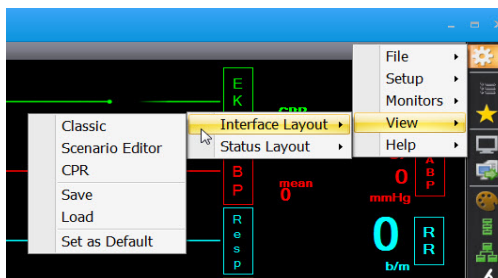 File
Setup
Monitors
View
Help
E
K
CPR
Interface Layout
Status Layout
Classic
Scenario Editor
CPR
Save
Load
Set as Default
B
P
mean
0
0
mmHg
A
B
P
R
e
s
p
0
b/m
R
R